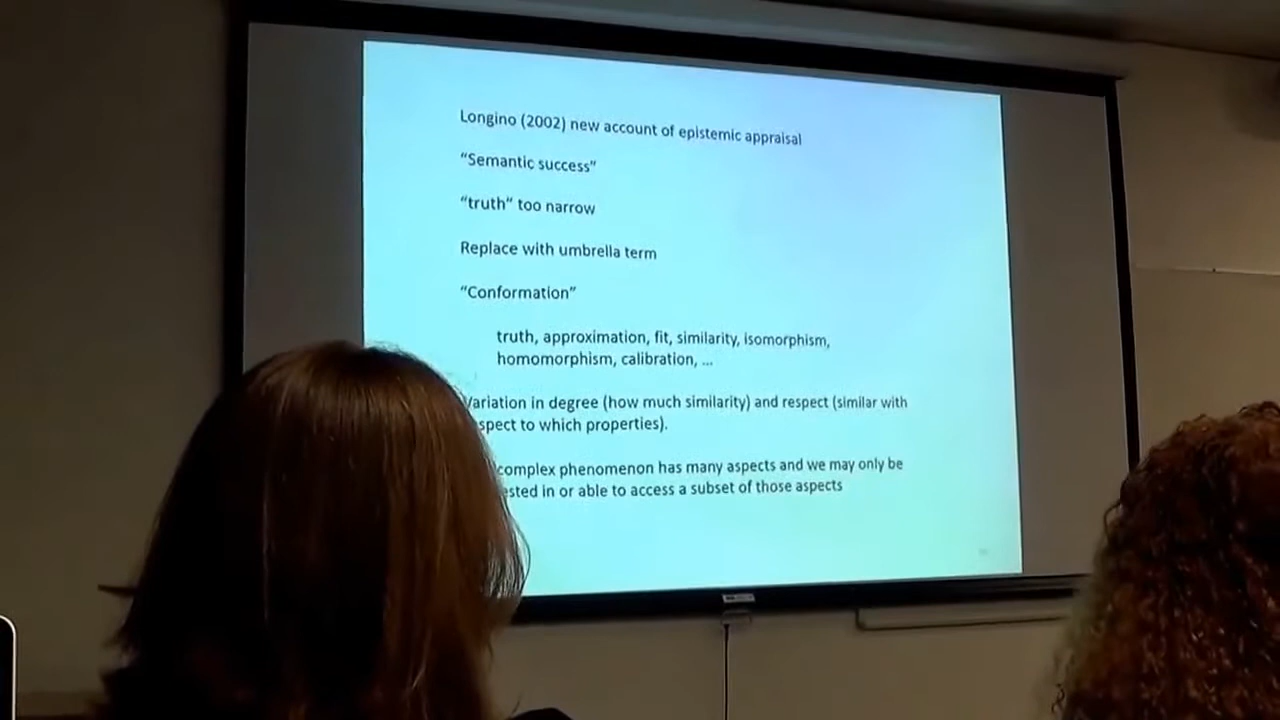 Longino (2002) new account of epistemic appraisal
“Semantic success”
“truth” too narrow
Replace with umbrella term
“Conformation”
truth, approximation, fit, similarity, isomorphism,
homomorphism, calibration, ...
Variation in degree (how much similarity) and respect (similar with
spect to which properties).
complex phenomenon has many aspects and we may only be
ested in or able to access a subset of those aspects